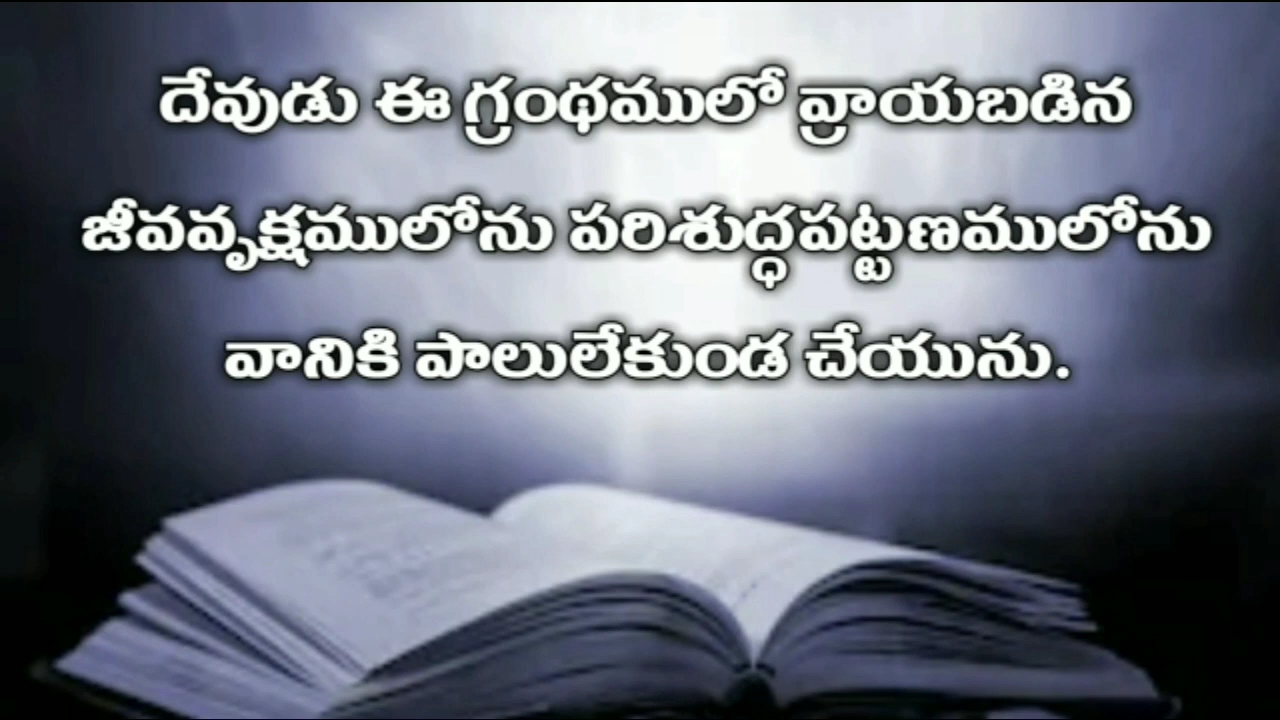 దేవుడు ఈ గ్రంథములో వ్రాయబడిన
జీవవృక్షములోను పరిశుద్ధపట్టణములోను
వానికి పాలులేకుండ చేయును.